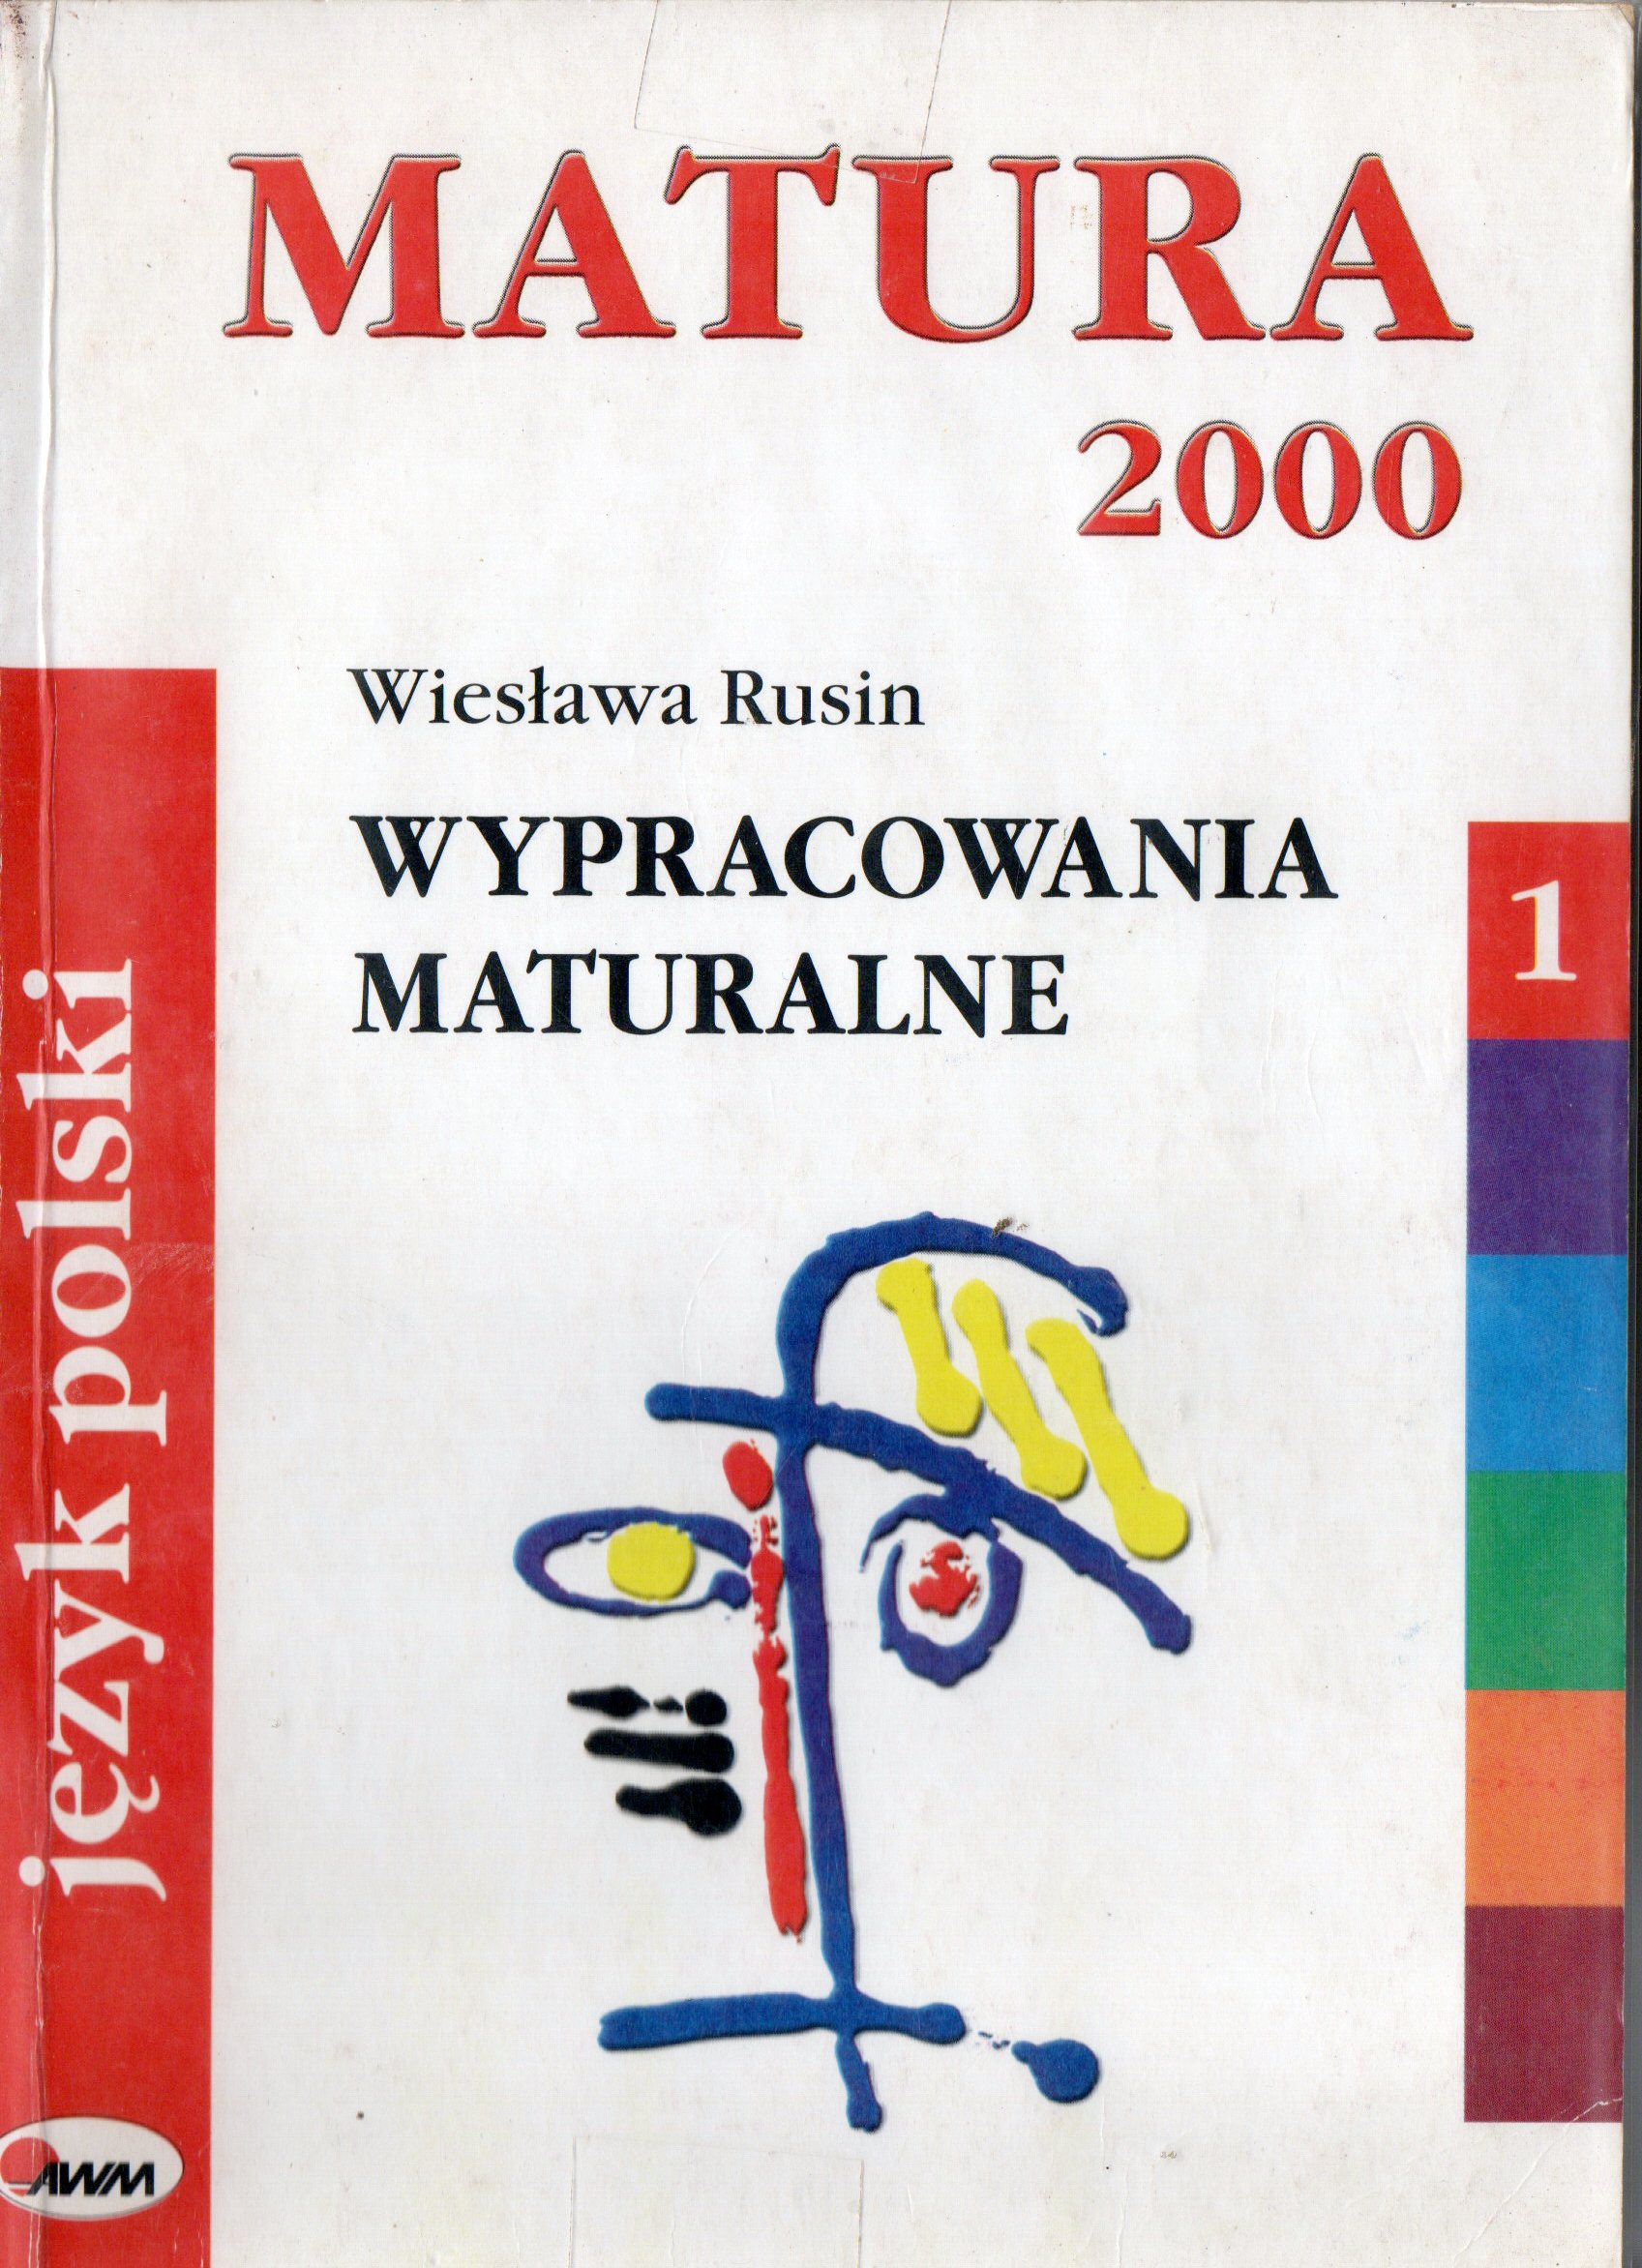 MATURA
2000
Wiesława Rusin
WYPRACOWANIA
MATURALNE
1
język polski
AWM